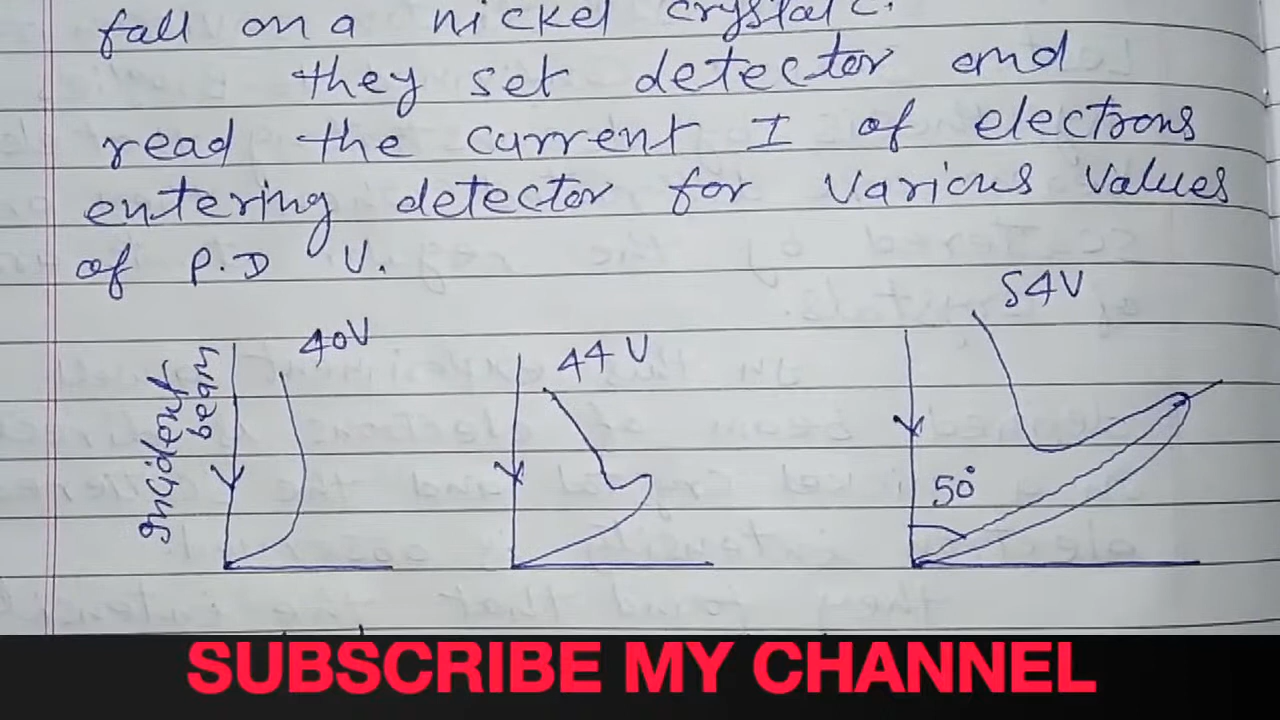 fall on a nickel crystal C.
they set detector and
read the current I of electrons
entering detector for various values
of P.D V.
54V
40V
44V
Incident
beam
50°
SUBSCRIBE MY CHANNEL